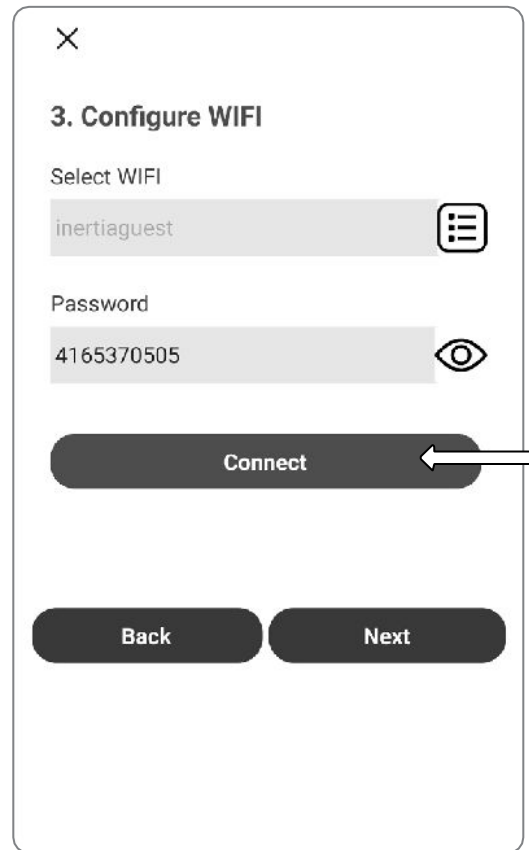 3. Configure WIFI
Select WIFI
inertiaguest
Password
4165370505
Connect
Back Next